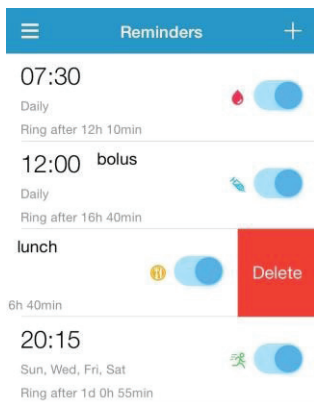 Reminders
07:30
Daily
Ring after 12h 10min
12:00 bolus
Daily
Ring after 16h 40min
lunch
Delete
6h 40min
20:15
Sun, Wed, Fri, Sat
Ring after 1d 0h 55min